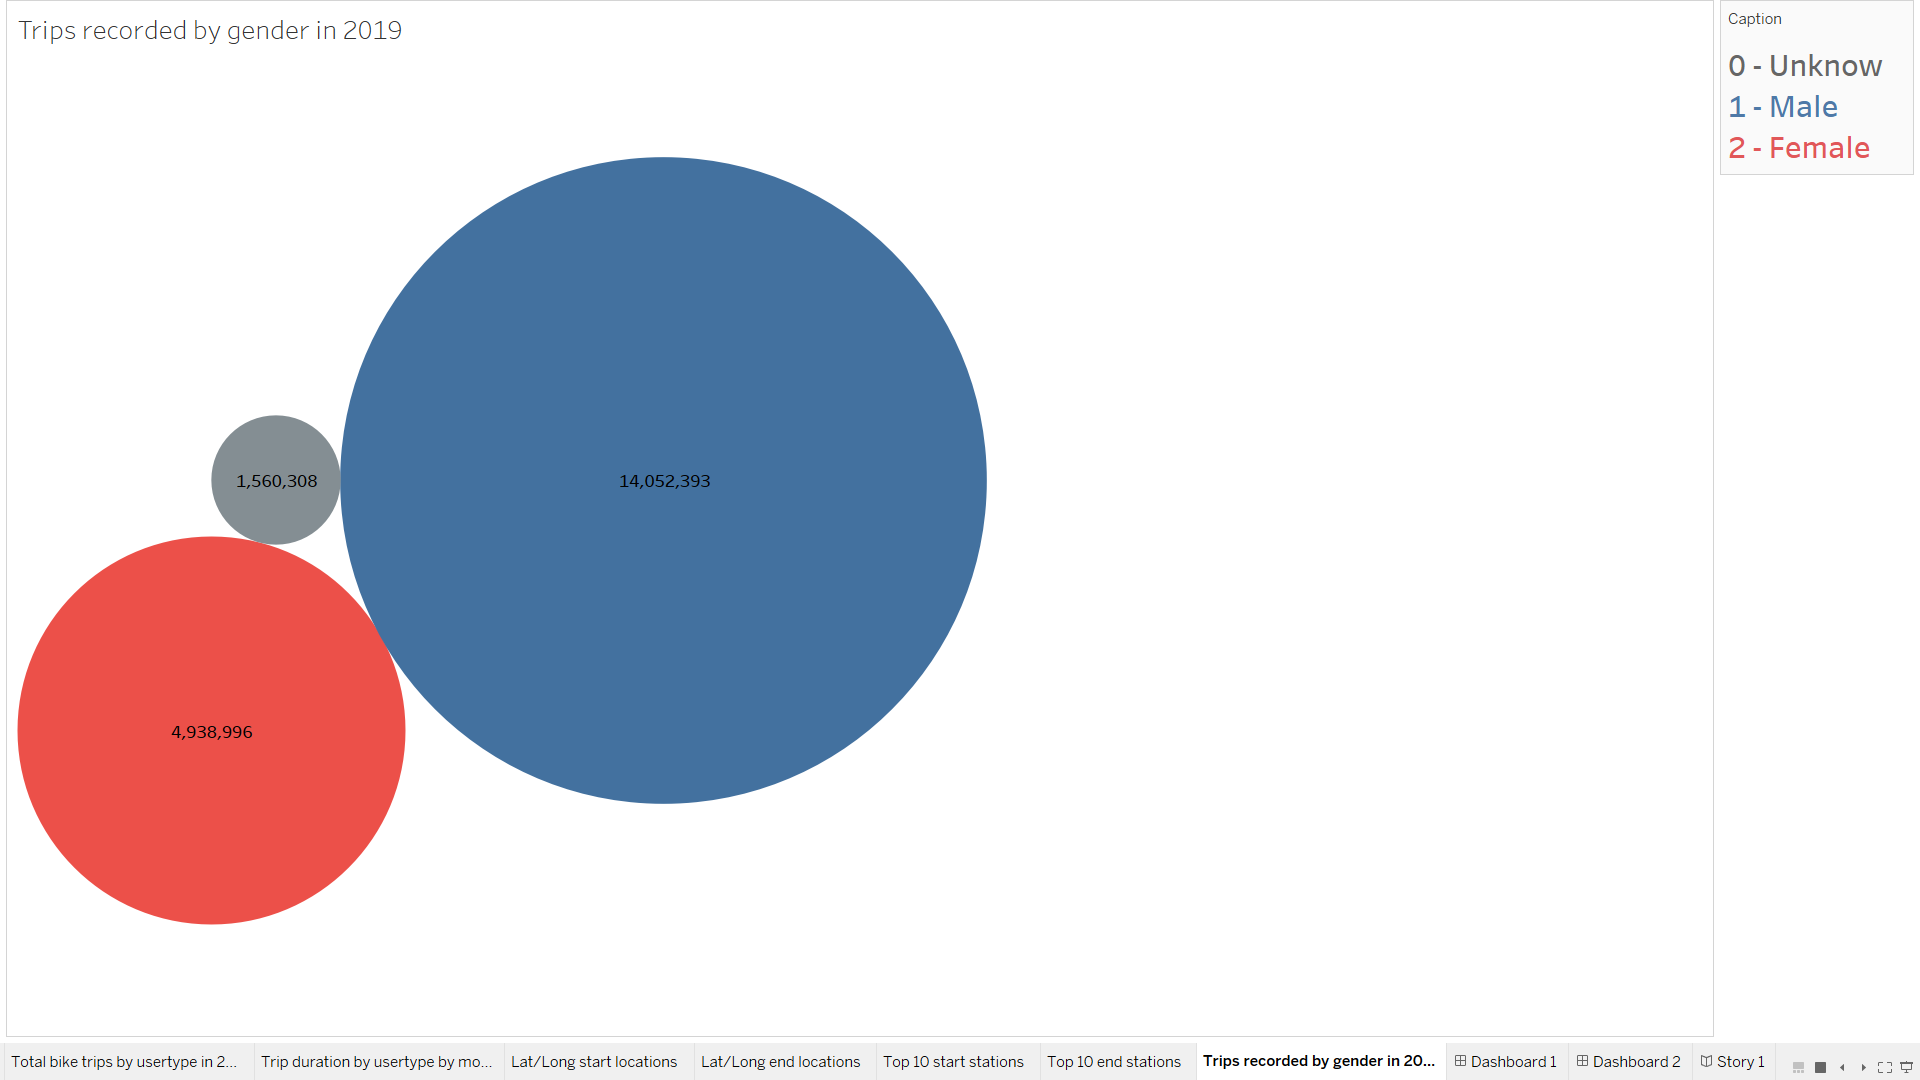 Trips recorded by gender in 2019
Caption
0 - Unknow
1 - Male
2 - Female
14,052,393
1,560,308
4,938,996
Total bike trips by usertype in 2...
Trip duration by usertype by mo...
Lat/Long start locations
Lat/Long end locations
Top 10 start stations
Top 10 end stations
Trips recorded by gender in 20...
Dashboard 1
Dashboard 2
Story 1